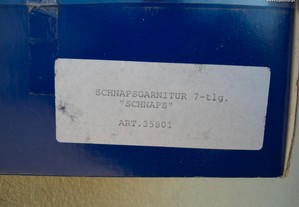 SCHNAPSGARNITUR 7-tlg.
"SCHNAPS"
ART.35801